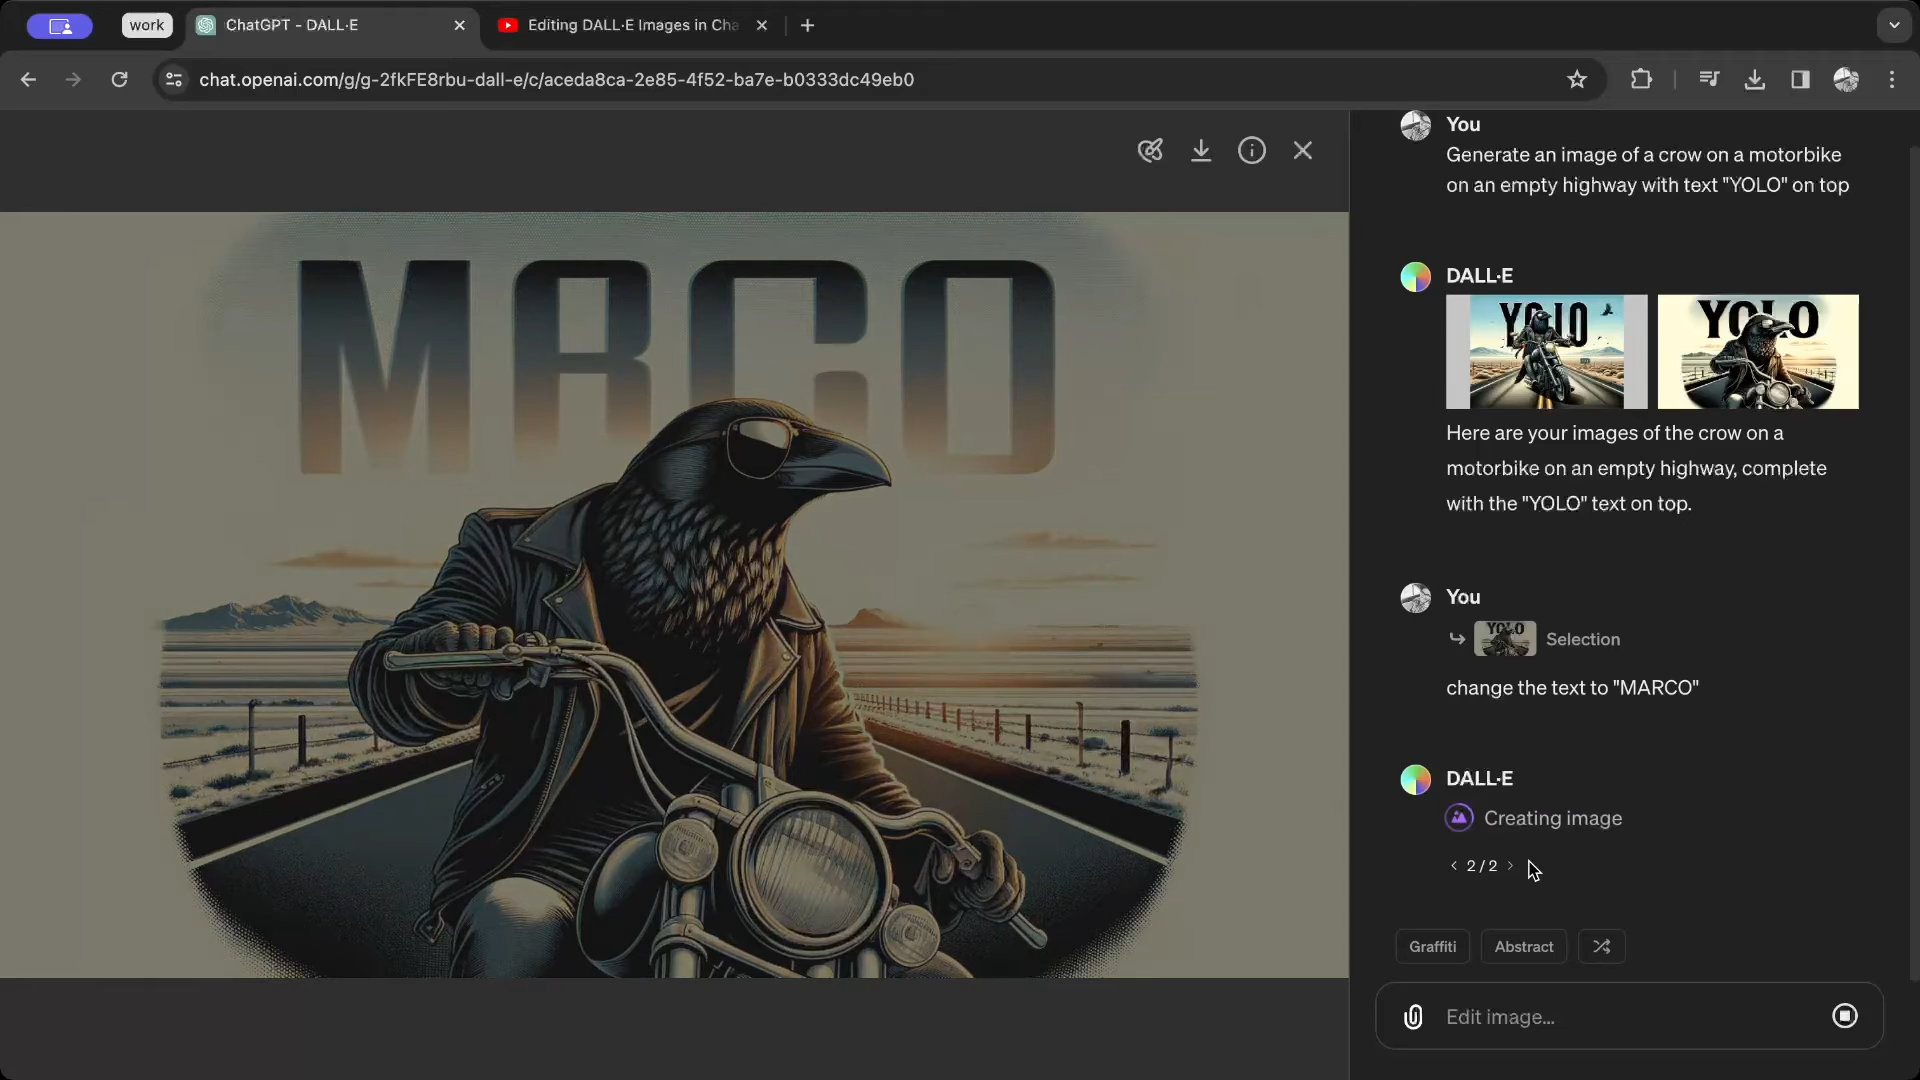 work
ChatGPT - DALL·E
Editing DALL·E Images in Cha
chat.openai.com/g/g-2fkFE8rbu-dall-e/c/aceda8ca-2e85-4f52-ba7e-b0333dc49eb0
MRCO
You
Generate an image of a crow on a motorbike
on an empty highway with text "YOLO" on top
DALL·E
YOLO
YOLO
Here are your images of the crow on a
motorbike on an empty highway, complete
with the "YOLO" text on top.
You
YOLO
Selection
change the text to "MARCO"
DALL·E
Creating image
2 / 2
Graffiti
Abstract
Edit image...